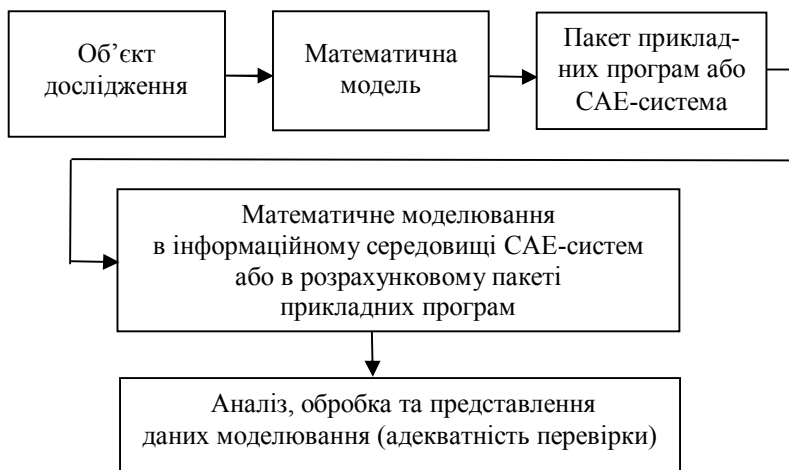 Об’єкт
дослідження
Математична
модель
Пакет приклад-
них програм або
САЕ-система
Математичне моделювання
в інформаційному середовищі САЕ-систем
або в розрахунковому пакеті
прикладних програм
Аналіз, обробка та представлення
даних моделювання (адекватність перевірки)